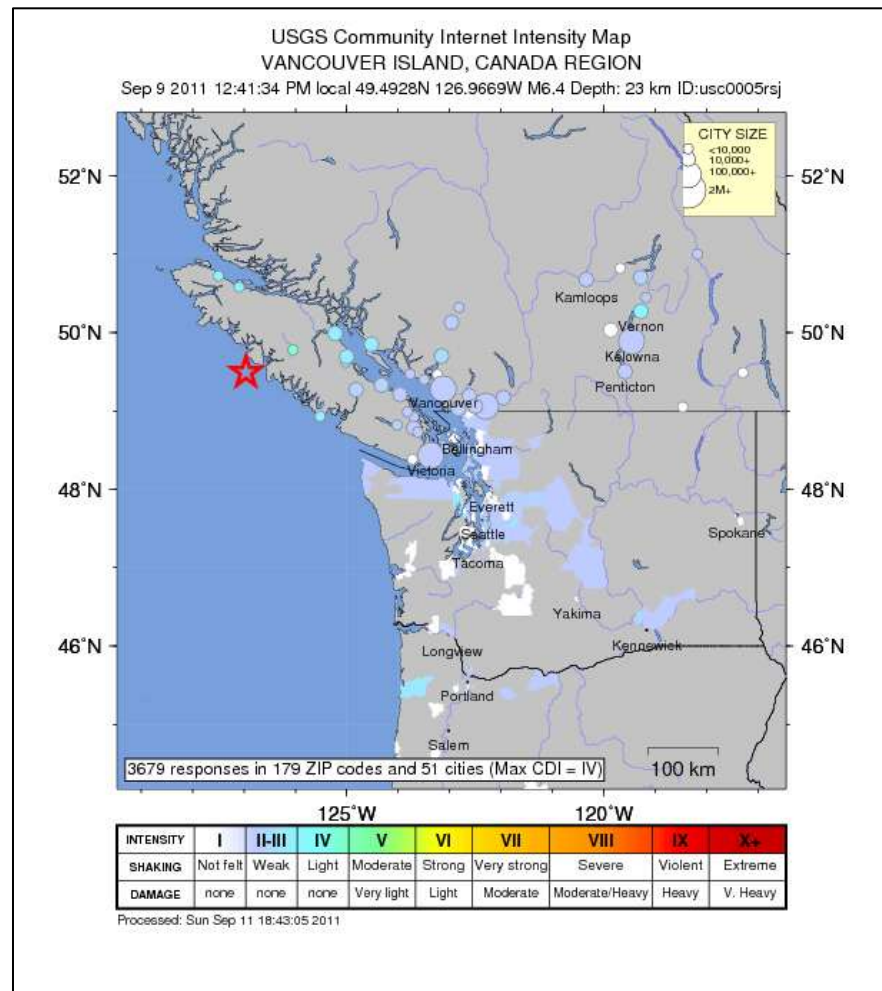 USGS Community Internet Intensity Map
VANCOUVER ISLAND, CANADA REGION
Sep 9 2011 12:41:34 PM local 49.4928N 126.9669W M6.4 Depth: 23 km ID:usc0005rsj
CITY SIZE
<10,000
10,000+
100,000+
2M+
52°N
52°N
Kamloops
50°N
50°N
Vernon
Kelowna
Penticton
Vancouver
Bellingham
Victoria
48°N
48°N
Everett
Seattle
Spokane
Tacoma
Yakima
46°N
46°N
Longview
Kennewick
Portland
Salem
3679 responses in 179 ZIP codes and 51 cities (Max CDI = IV)
100 km
125°W
120°W
INTENSITY I II-III IV V VI VII VIII IX X+
SHAKING Not felt Weak Light Moderate Strong Very strong Severe Violent Extreme
DAMAGE none none none Very light Light Moderate Moderate/Heavy Heavy V. Heavy
Processed: Sun Sep 11 18:43:05 2011